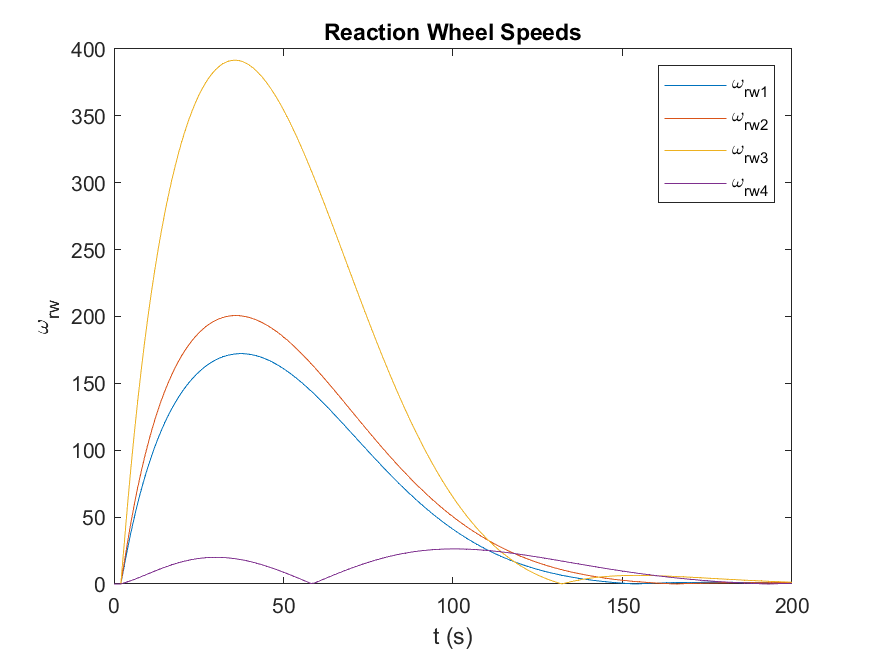 Reaction Wheel Speeds
400
350
300
250
200
150
100
50
0
ω_rw
ω_rw1
ω_rw2
ω_rw3
ω_rw4
0 50 100 150 200
t (s)